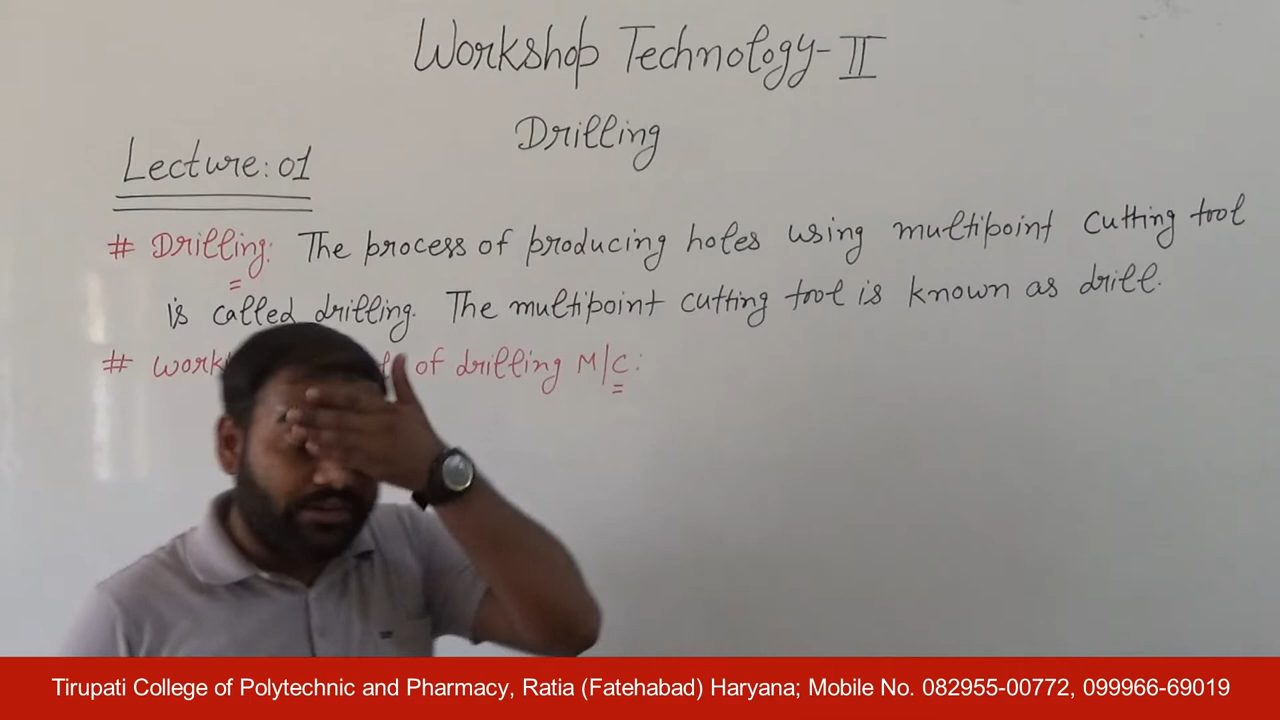 Workshop Technology-II
Drilling
Lecture: 01
# Drilling: The process of producing holes using multipoint cutting tool
is called drilling. The multipoint cutting tool is known as drill.
# of drilling M/C:
Tirupati College of Polytechnic and Pharmacy, Ratia (Fatehabad) Haryana; Mobile No. 082955-00772, 099966-69019